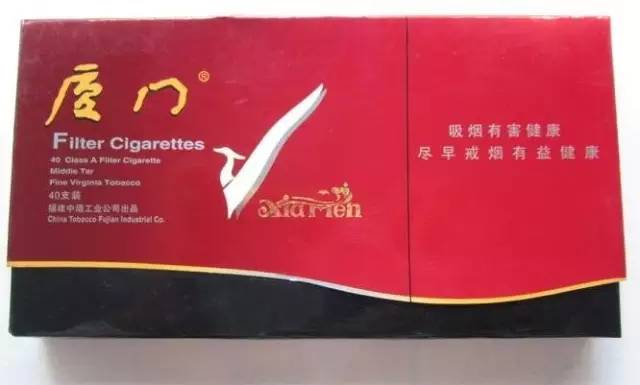 厦门®
Filter Cigarettes
40 Class A Filter Cigarette
Middle Tar
Fine Virginia Tobacco
40支装
福建中烟工业公司出品
China Tobacco Fujian Industrial Co.
XiaMen
吸烟有害健康
尽早戒烟有益健康